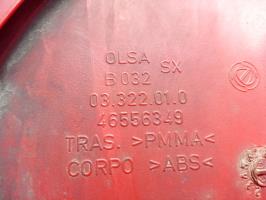 OLSA SX
B 032
03.322.01.0
46556349
TRAS. >PMMA<
CORPO >ABS<